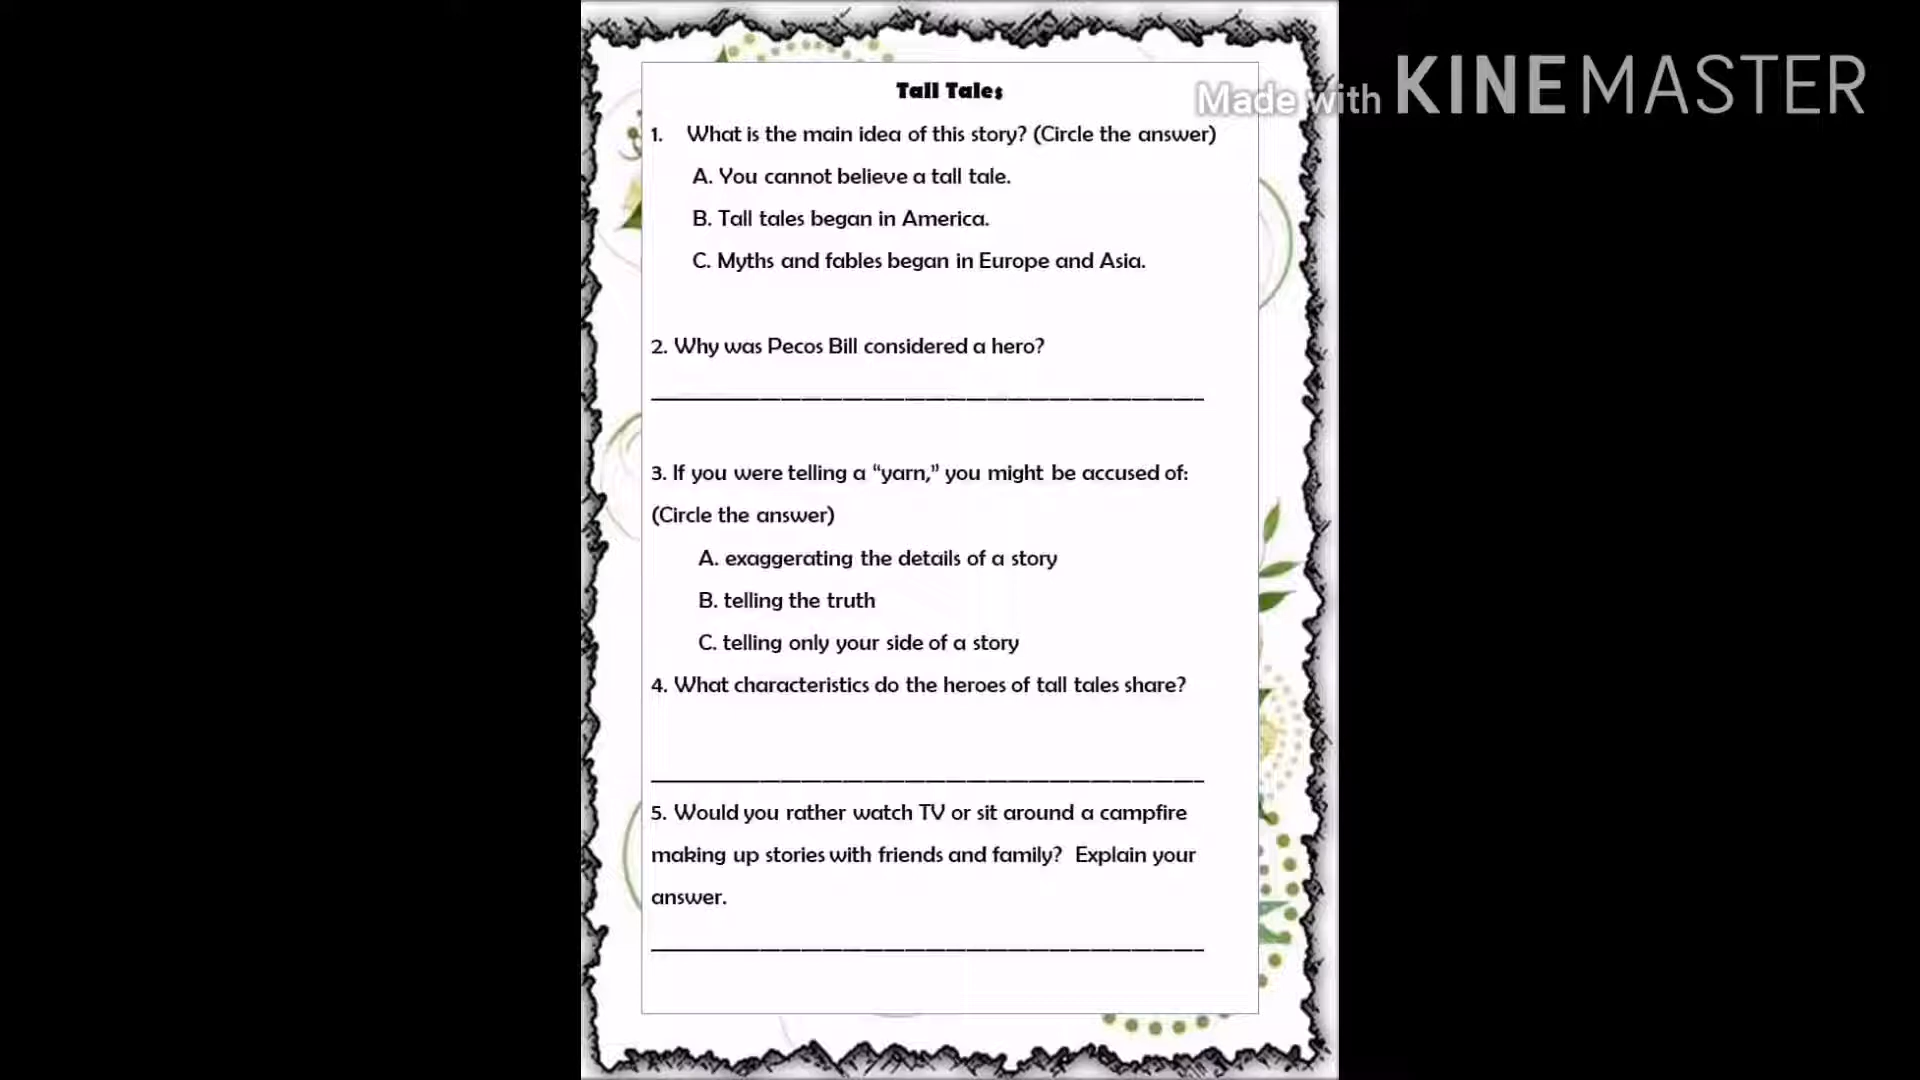 Made with KINEMASTER
Tall Tales
1. What is the main idea of this story? (Circle the answer)
A. You cannot believe a tall tale.
B. Tall tales began in America.
C. Myths and fables began in Europe and Asia.
2. Why was Pecos Bill considered a hero?
3. If you were telling a “yarn,” you might be accused of:
(Circle the answer)
A. exaggerating the details of a story
B. telling the truth
C. telling only your side of a story
4. What characteristics do the heroes of tall tales share?
5. Would you rather watch TV or sit around a campfire
making up stories with friends and family? Explain your
answer.